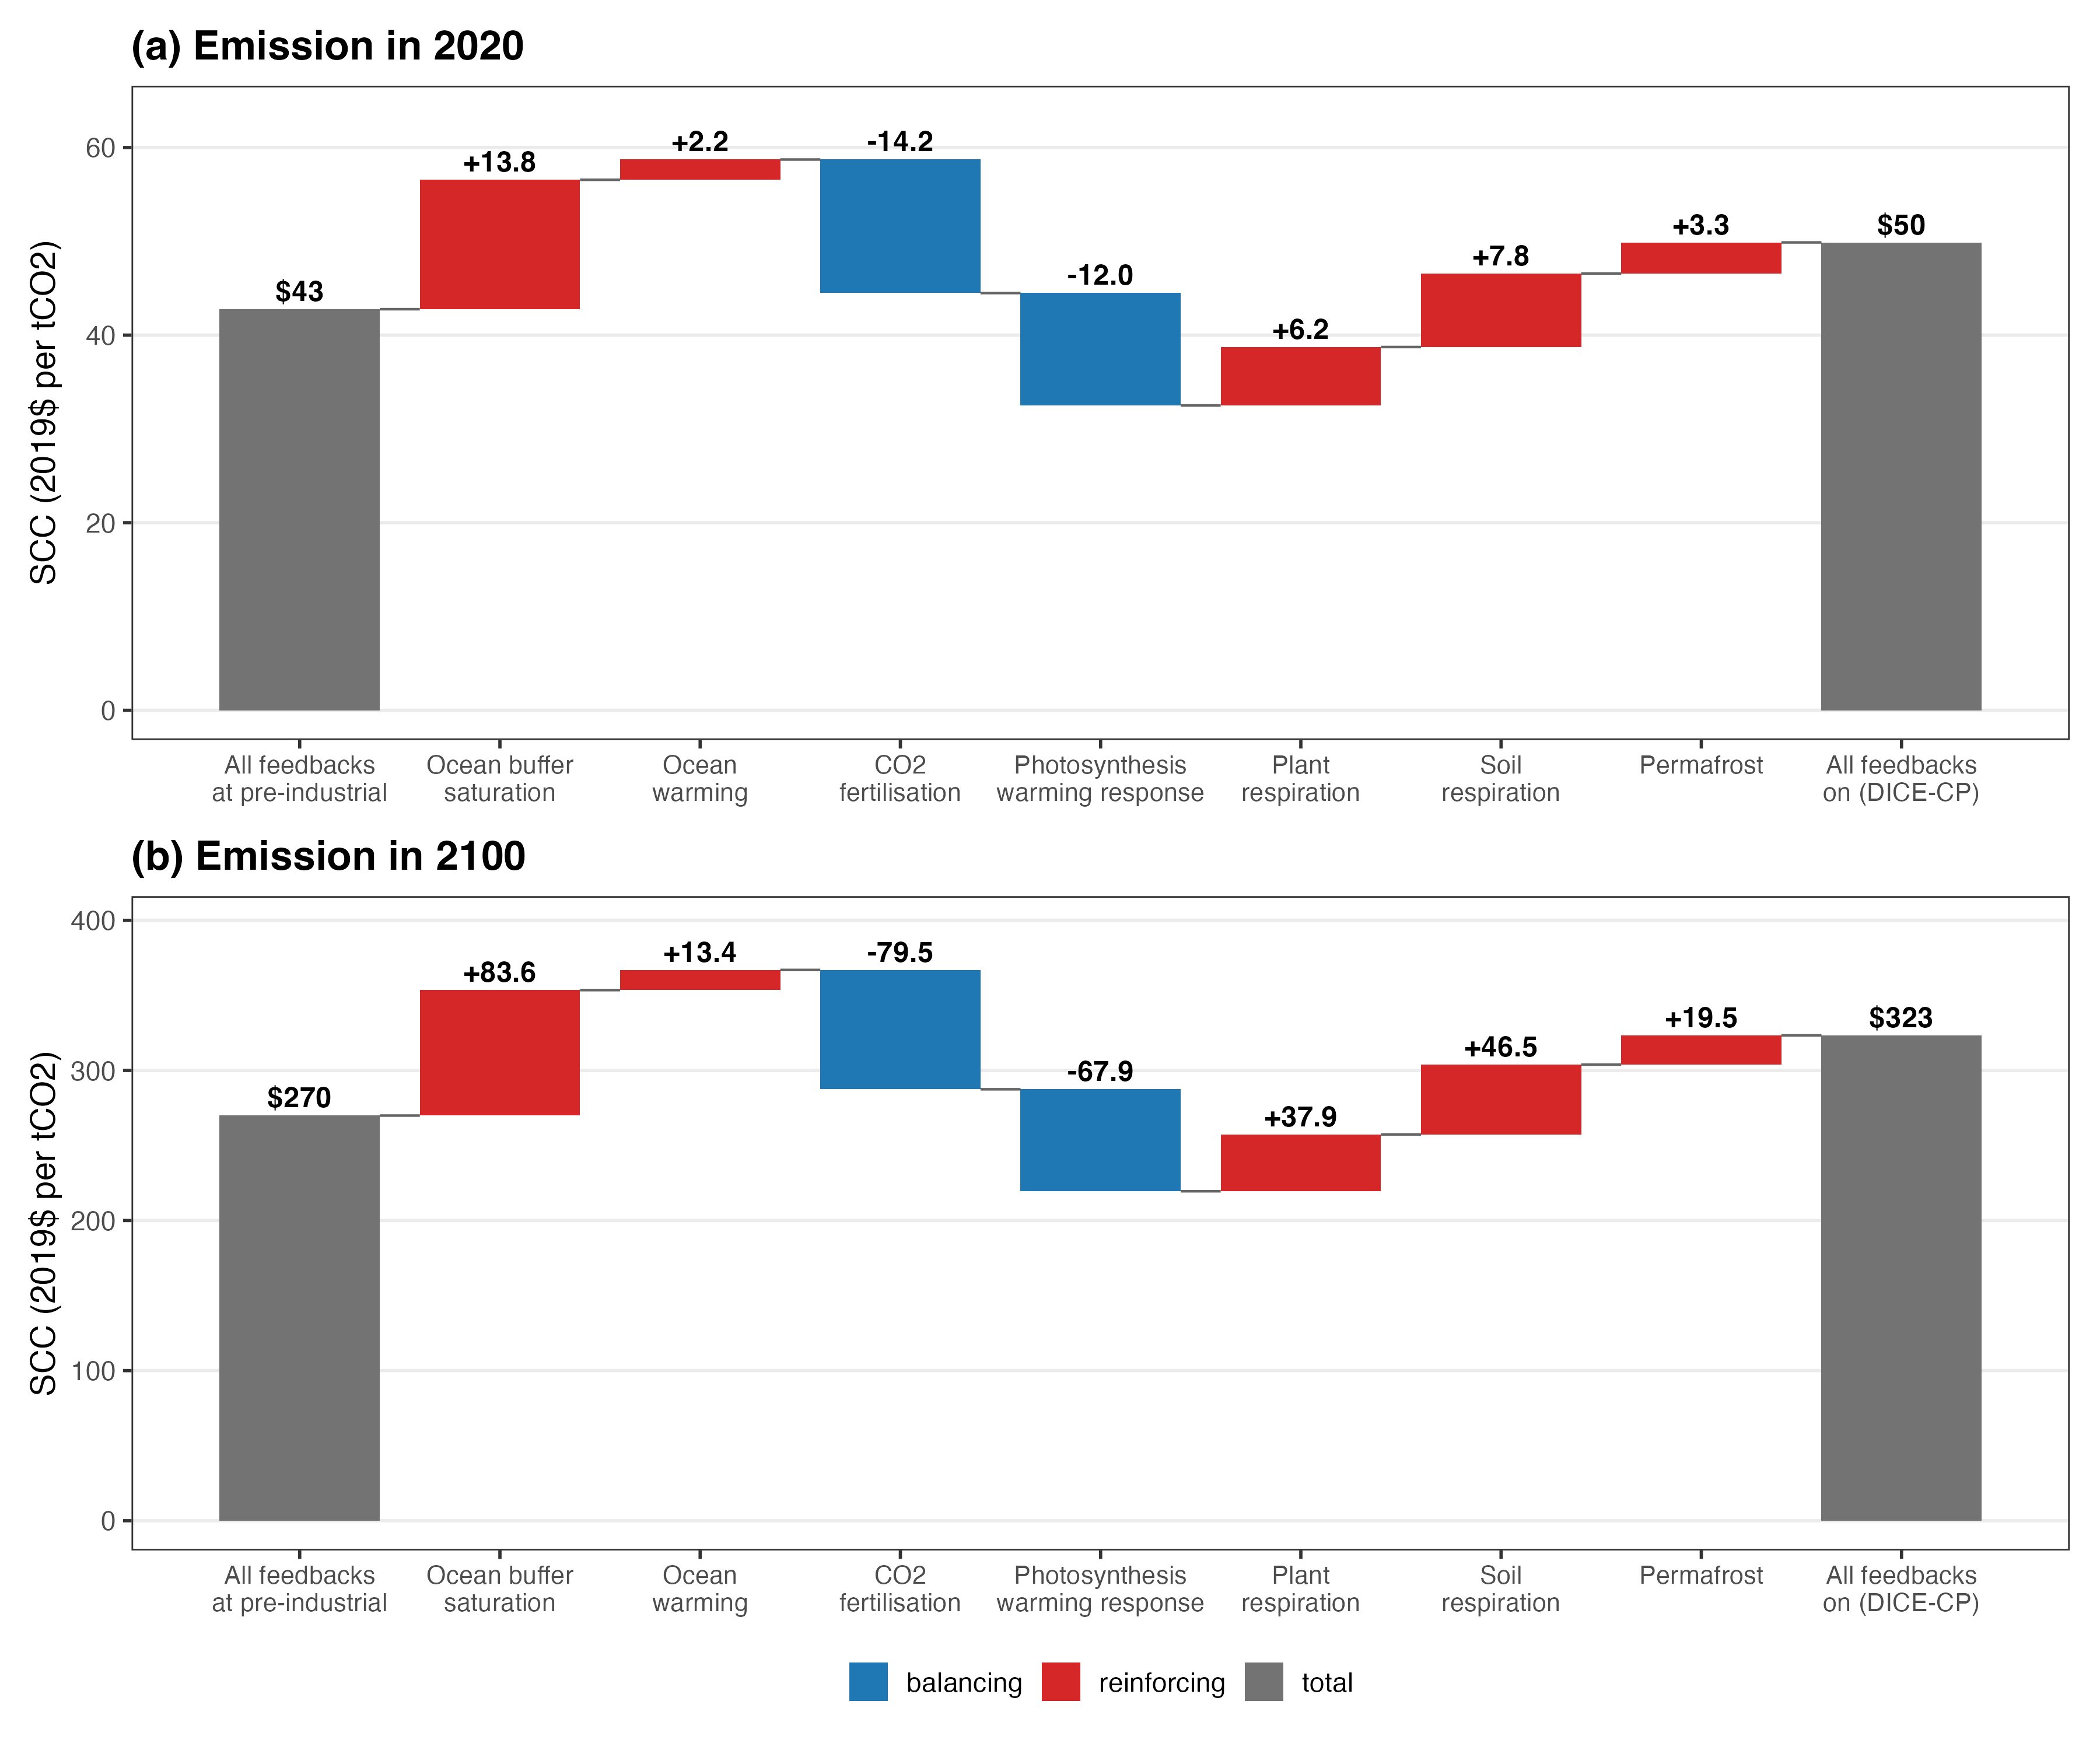 (a) Emission in 2020
SCC (2019$ per tCO2)
60
40
20
0
$43
+13.8
+2.2
-14.2
-12.0
+6.2
+7.8
+3.3
$50
All feedbacks
at pre-industrial
Ocean buffer
saturation
Ocean
warming
CO2
fertilisation
Photosynthesis
warming response
Plant
respiration
Soil
respiration
Permafrost
All feedbacks
on (DICE-CP)
(b) Emission in 2100
SCC (2019$ per tCO2)
400
300
200
100
0
$270
+83.6
+13.4
-79.5
-67.9
+37.9
+46.5
+19.5
$323
All feedbacks
at pre-industrial
Ocean buffer
saturation
Ocean
warming
CO2
fertilisation
Photosynthesis
warming response
Plant
respiration
Soil
respiration
Permafrost
All feedbacks
on (DICE-CP)
balancing
reinforcing
total